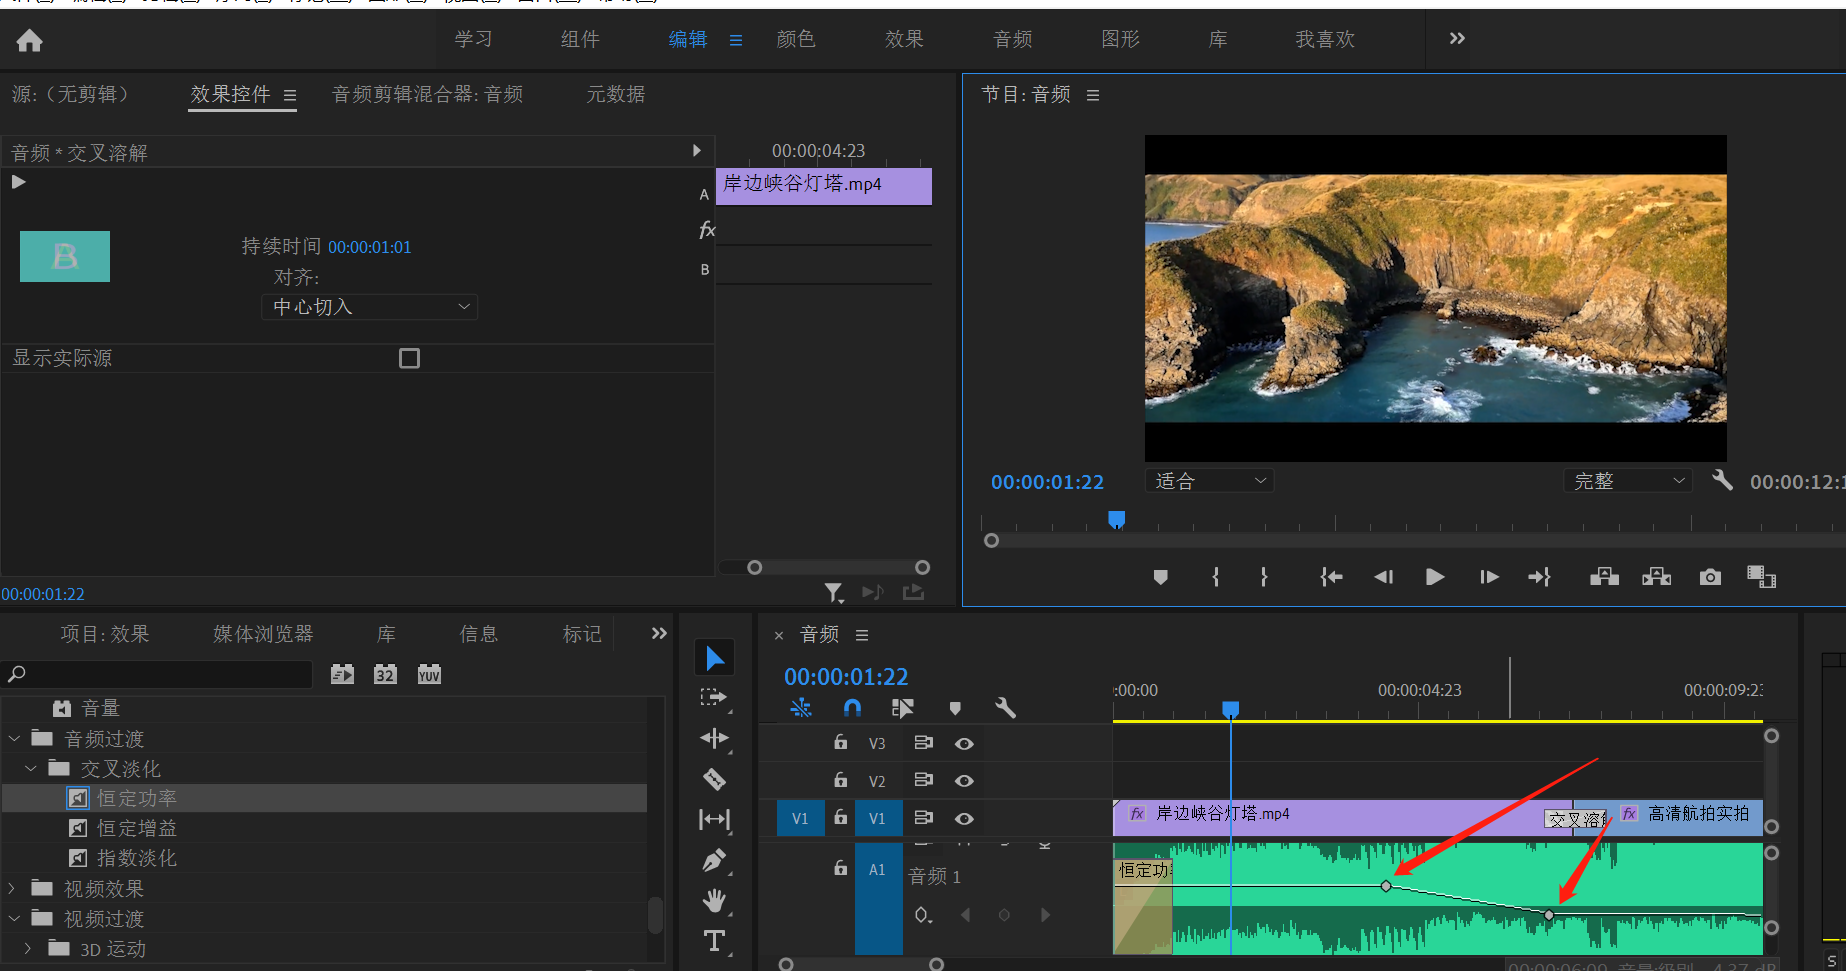 学习 组件 编辑 颜色 效果 音频 图形 库 我喜欢
源:（无剪辑） 效果控件 音频剪辑混合器: 音频 元数据
节目: 音频
音频 * 交叉溶解
00:00:04:23
岸边峡谷灯塔.mp4
A
fx
B
B
持续时间 00:00:01:01
对齐:
中心切入
显示实际源
00:00:01:22
00:00:01:22 适合 完整 00:00:12:1
项目: 效果 媒体浏览器 库 信息 标记
32 YUV
音量
音频过渡
交叉淡化
恒定功率
恒定增益
指数淡化
视频效果
视频过渡
3D 运动
T
× 音频
00:00:01:22
:00:00 00:00:04:23 00:00:09:23
V3
V2
V1 V1 fx 岸边峡谷灯塔.mp4 交叉溶解 fx 高清航拍实拍
A1 音频 1 恒定功
00:00:06:09 音量:级别 -4.37 dB
S